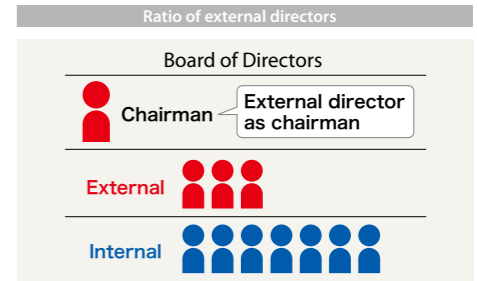 Ratio of external directors
Board of Directors
Chairman
External director
as chairman
External
Internal